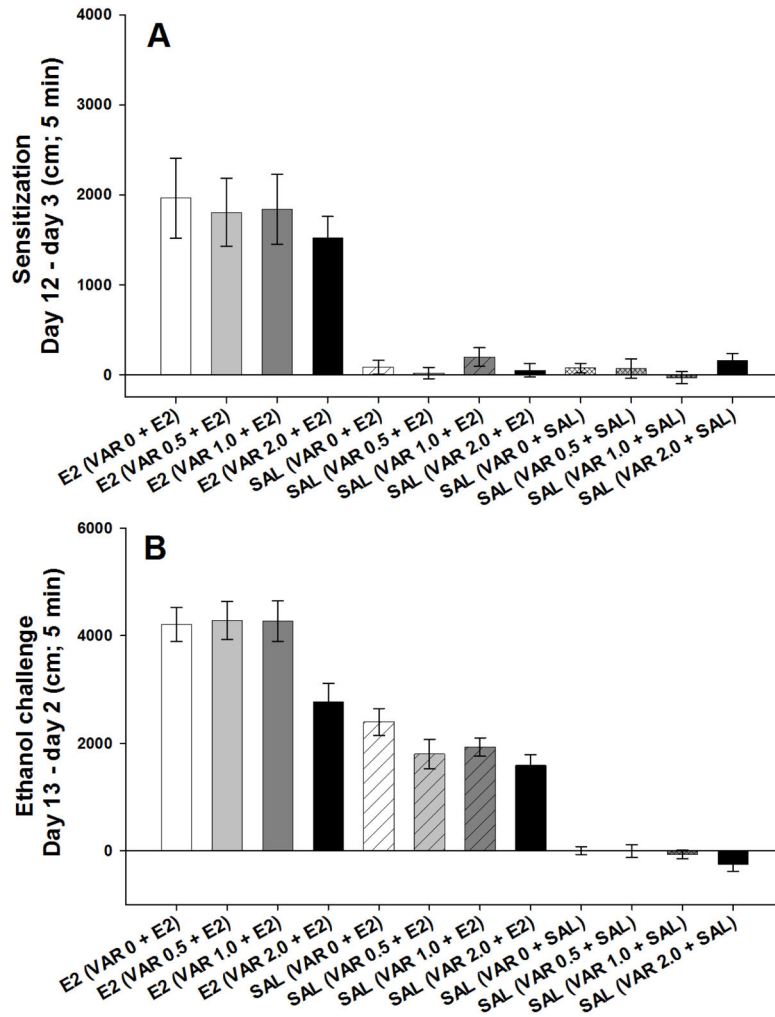 A
Sensitization
Day 12 - day 3 (cm; 5 min)
4000
3000
2000
1000
0
E2 (VAR 0 + E2)
E2 (VAR 0.5 + E2)
E2 (VAR 1.0 + E2)
E2 (VAR 2.0 + E2)
SAL (VAR 0 + E2)
SAL (VAR 0.5 + E2)
SAL (VAR 1.0 + E2)
SAL (VAR 2.0 + E2)
SAL (VAR 0 + SAL)
SAL (VAR 0.5 + SAL)
SAL (VAR 1.0 + SAL)
SAL (VAR 2.0 + SAL)
B
Ethanol challenge
Day 13 - day 2 (cm; 5 min)
6000
4000
2000
0
E2 (VAR 0 + E2)
E2 (VAR 0.5 + E2)
E2 (VAR 1.0 + E2)
E2 (VAR 2.0 + E2)
SAL (VAR 0 + E2)
SAL (VAR 0.5 + E2)
SAL (VAR 1.0 + E2)
SAL (VAR 2.0 + E2)
SAL (VAR 0 + SAL)
SAL (VAR 0.5 + SAL)
SAL (VAR 1.0 + SAL)
SAL (VAR 2.0 + SAL)